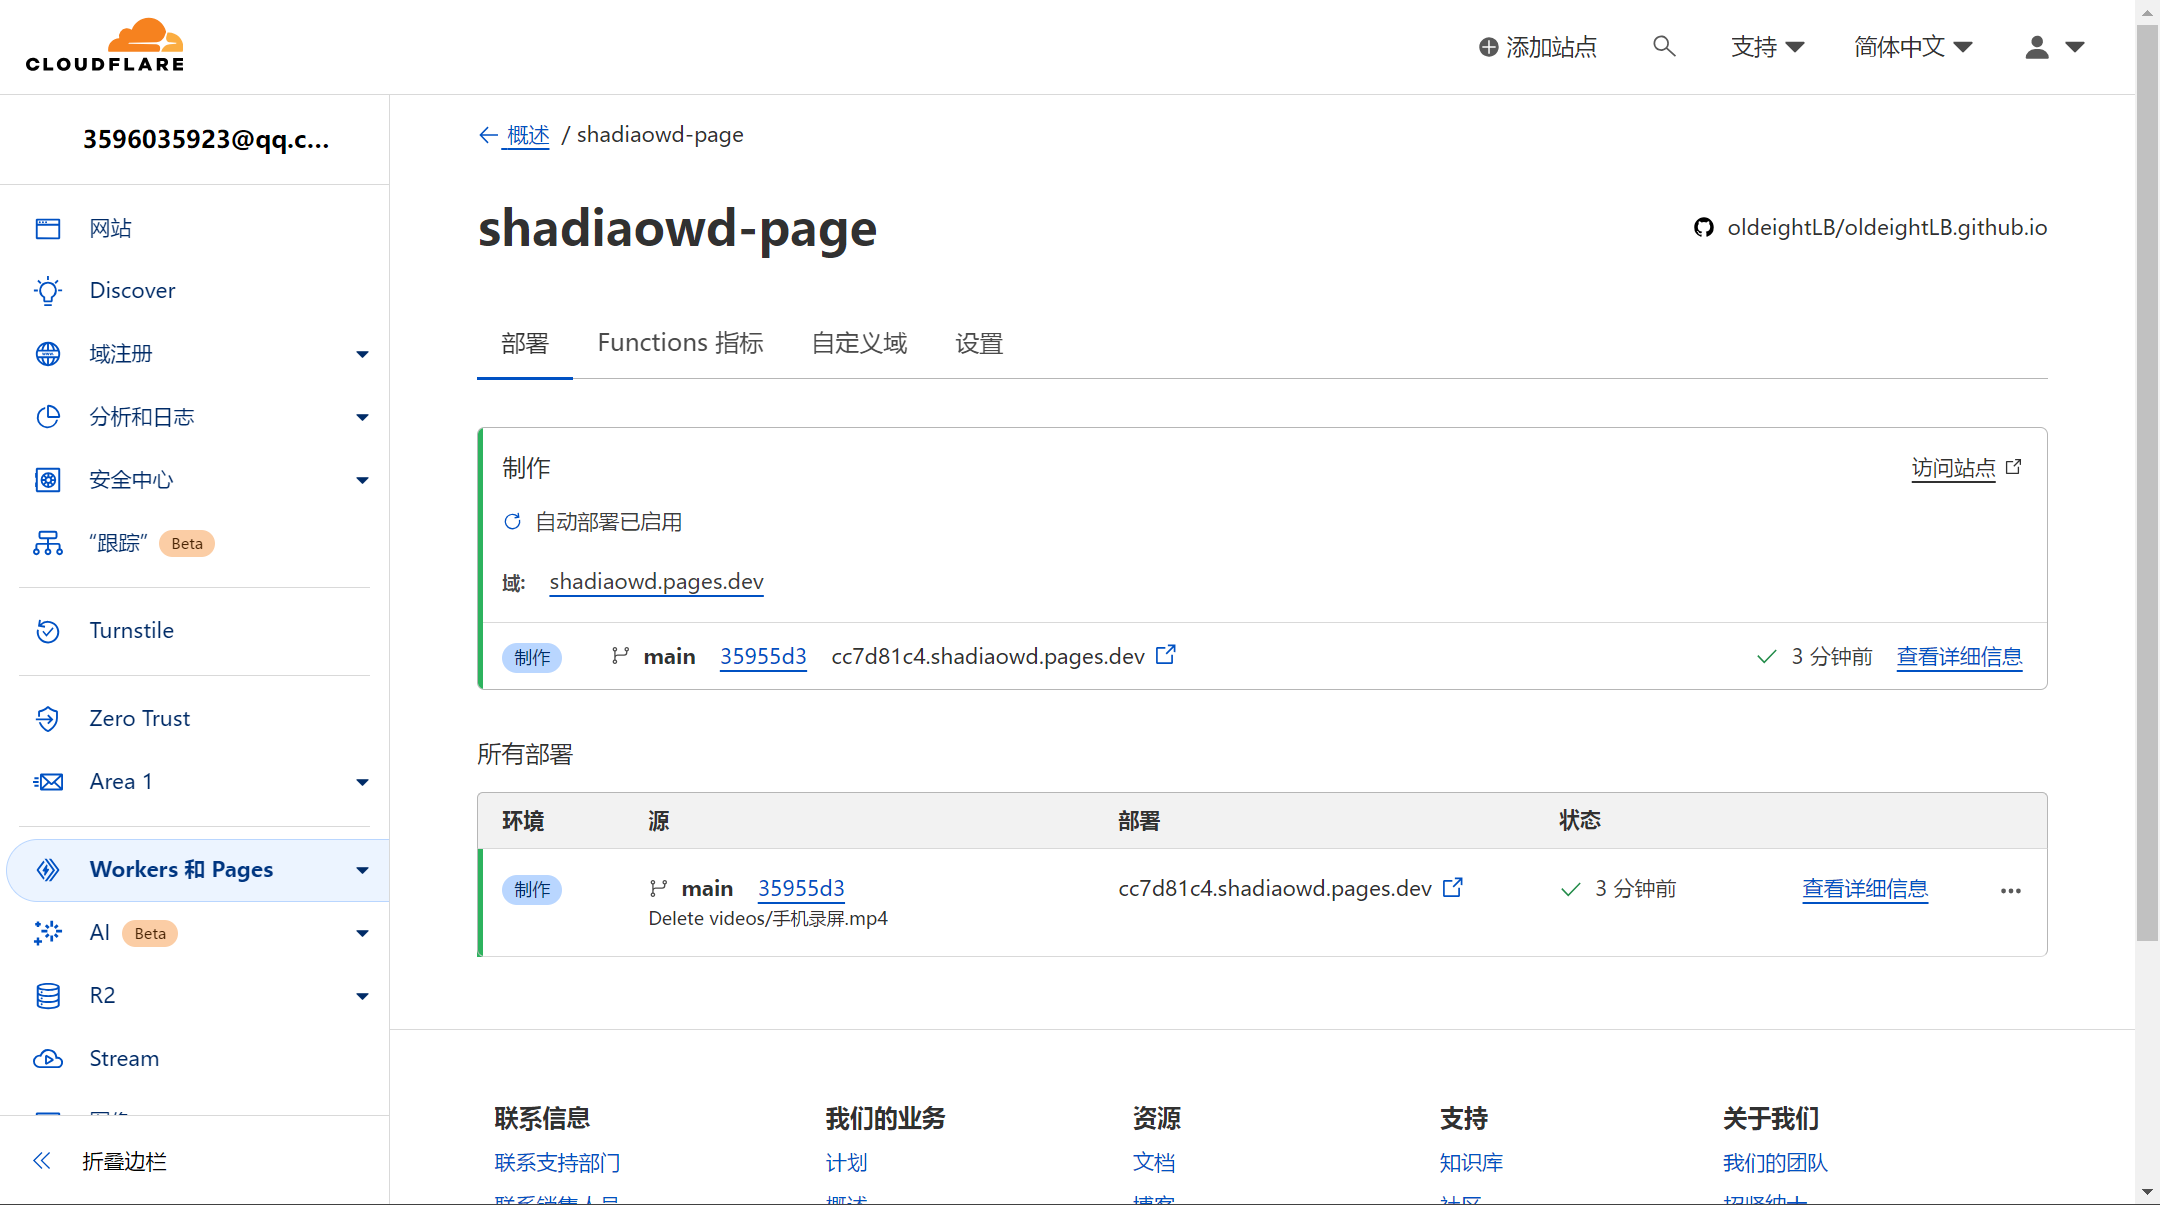 CLOUDFLARE
添加站点
支持
简体中文
3596035923@qq.c...
网站
Discover
域注册
分析和日志
安全中心
“跟踪” Beta
Turnstile
Zero Trust
Area 1
Workers 和 Pages
AI Beta
R2
Stream
折叠边栏
概述 / shadiaowd-page
shadiaowd-page
oldeightLB/oldeightLB.github.io
部署 Functions 指标 自定义域 设置
制作
访问站点
自动部署已启用
域: shadiaowd.pages.dev
制作 main 35955d3 cc7d81c4.shadiaowd.pages.dev 3 分钟前 查看详细信息
所有部署
环境 源 部署 状态
制作 main 35955d3 cc7d81c4.shadiaowd.pages.dev 3 分钟前 查看详细信息
Delete videos/手机录屏.mp4
联系信息 我们的业务 资源 支持 关于我们
联系支持部门 计划 文档 知识库 我们的团队